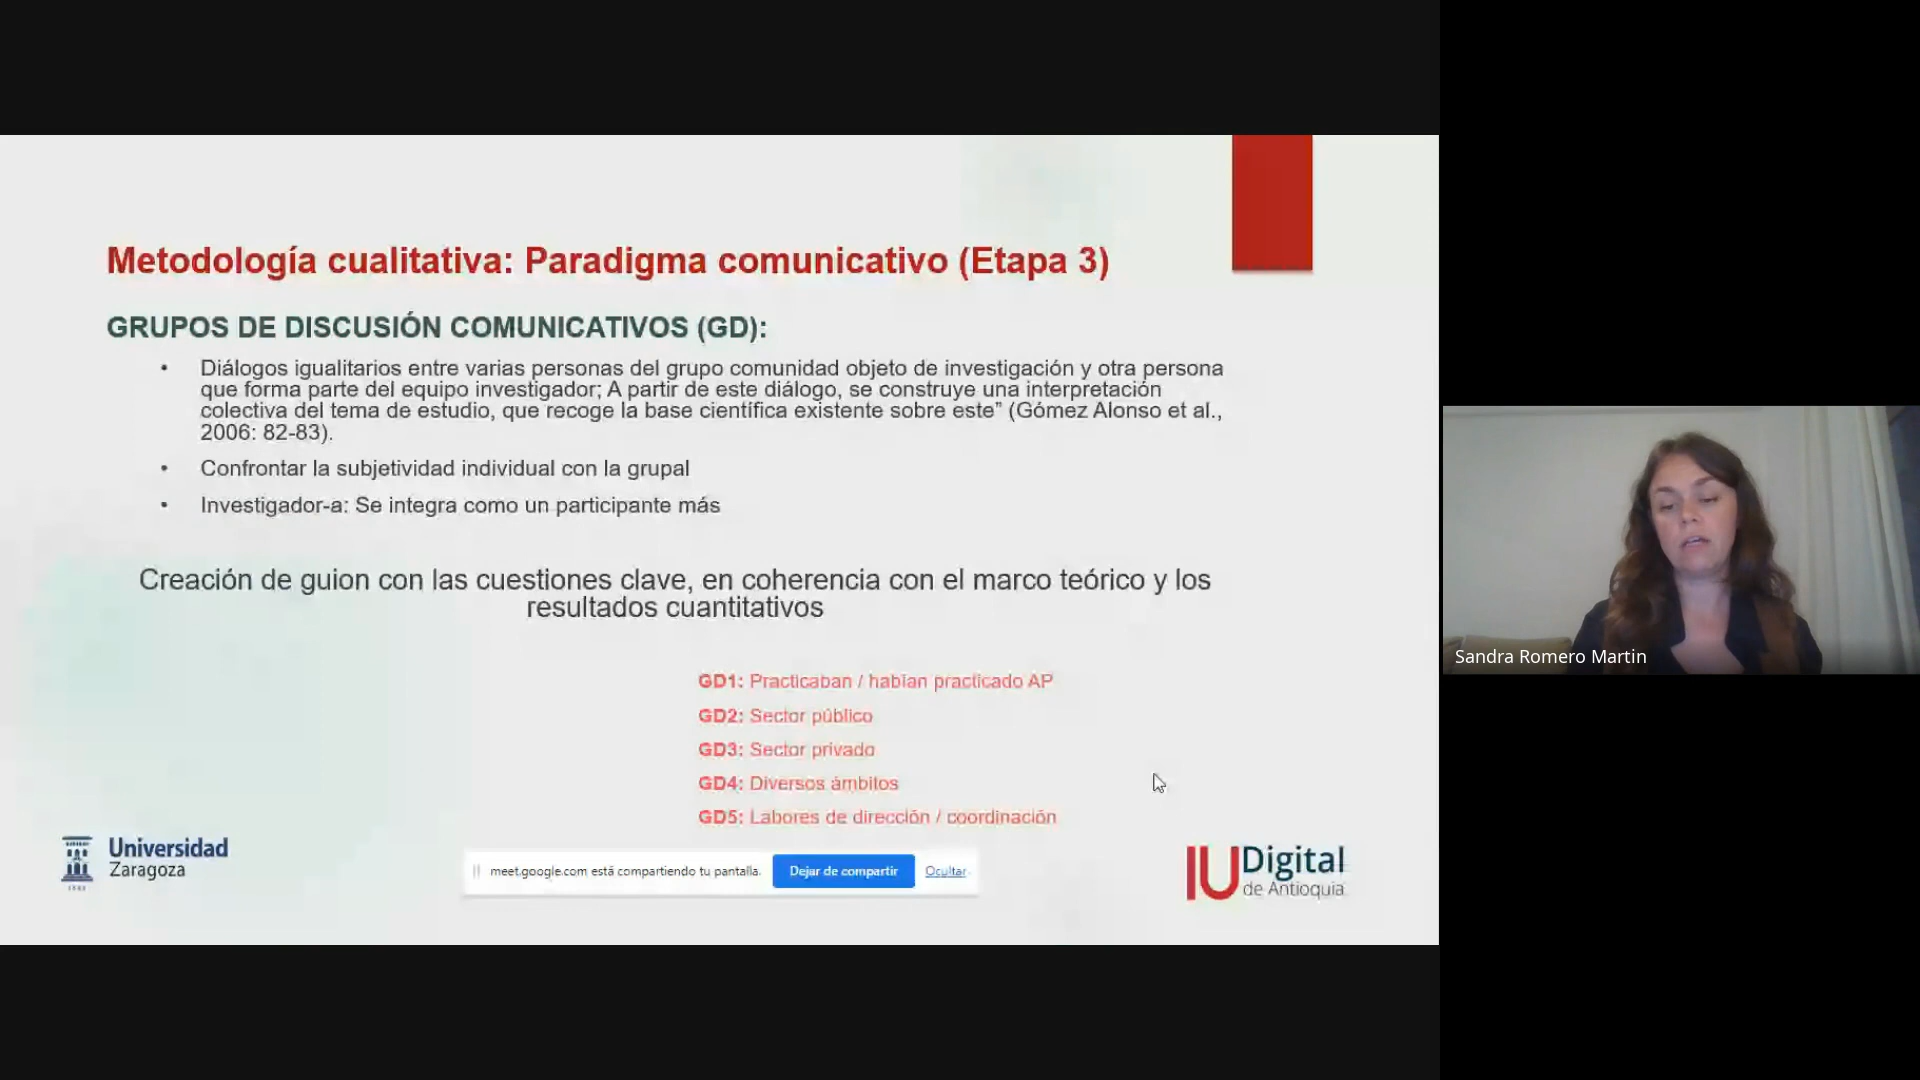 Metodología cualitativa: Paradigma comunicativo (Etapa 3)
GRUPOS DE DISCUSIÓN COMUNICATIVOS (GD):
• Diálogos igualitarios entre varias personas del grupo comunidad objeto de investigación y otra persona
que forma parte del equipo investigador; A partir de este diálogo, se construye una interpretación
colectiva del tema de estudio, que recoge la base científica existente sobre este” (Gómez Alonso et al.,
2006: 82-83).
• Confrontar la subjetividad individual con la grupal
• Investigador-a: Se integra como un participante más
Creación de guion con las cuestiones clave, en coherencia con el marco teórico y los
resultados cuantitativos
GD1: Practicaban / habían practicado AP
GD2: Sector público
GD3: Sector privado
GD4: Diversos ámbitos
GD5: Labores de dirección / coordinación
Universidad
Zaragoza
meet.google.com está compartiendo tu pantalla.
Dejar de compartir
Ocultar
IU Digital
de Antioquia
Sandra Romero Martin